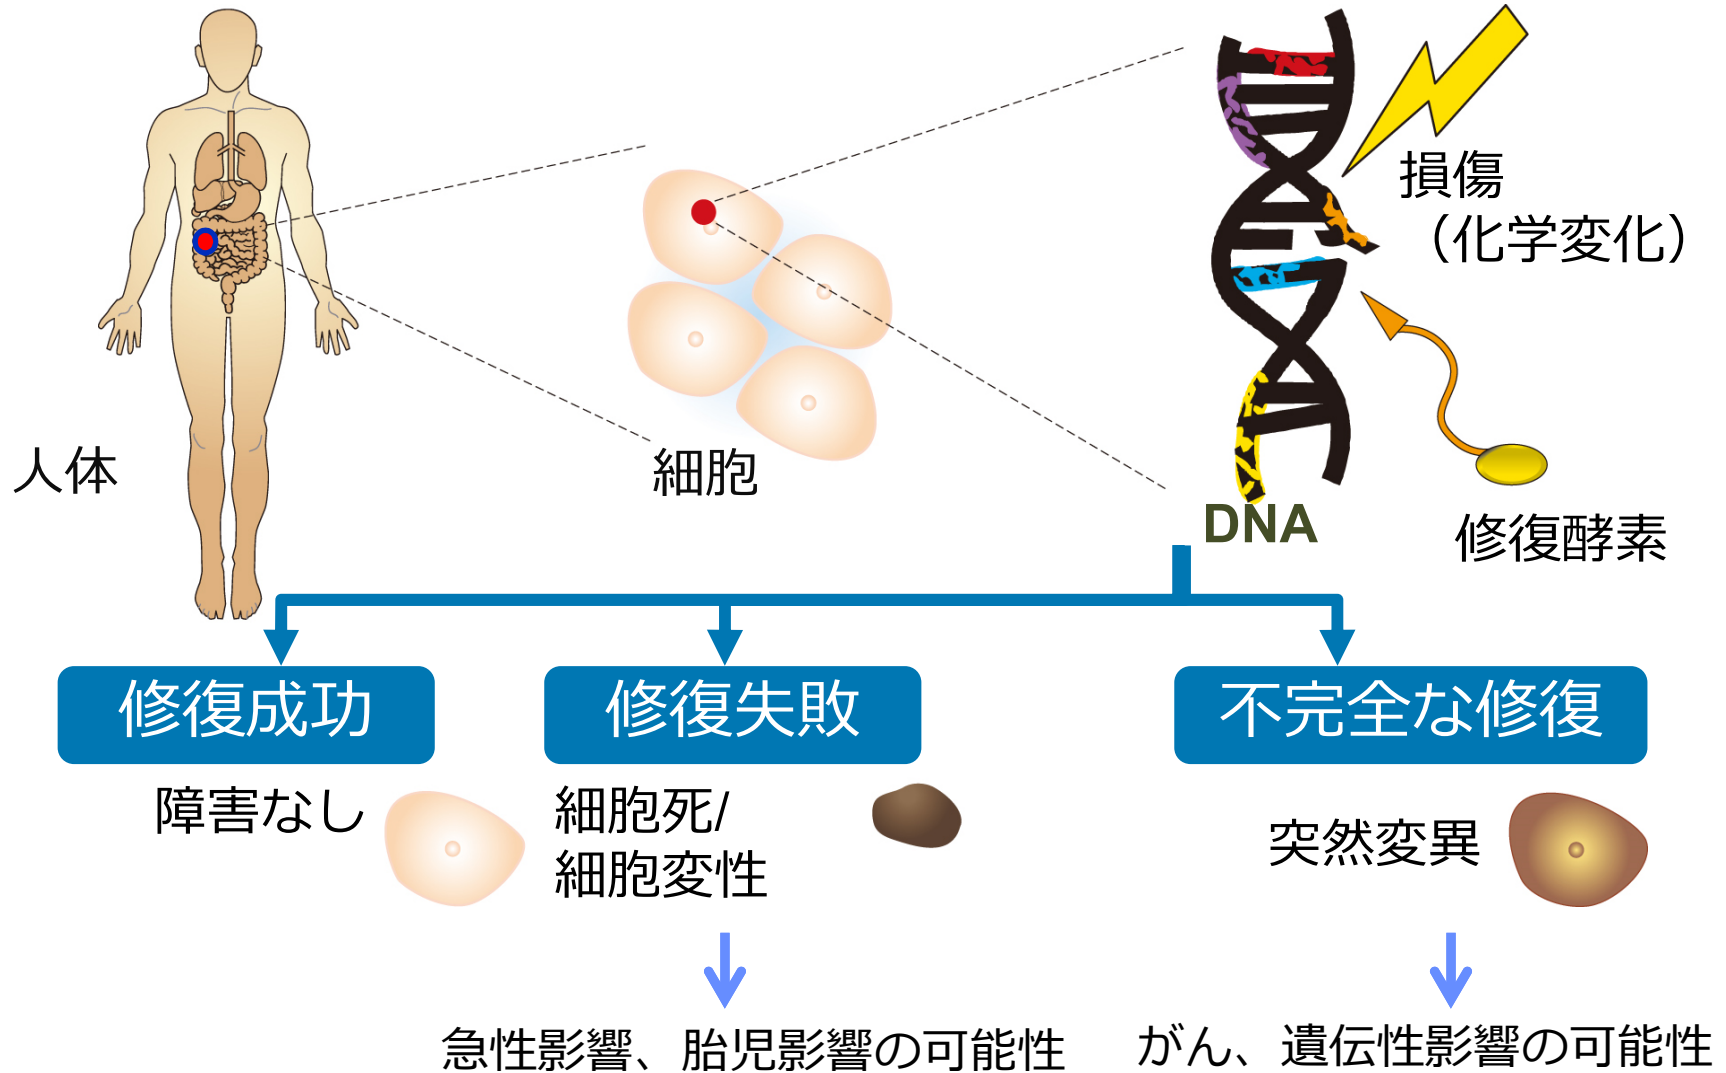 損傷
（化学変化）
人体
細胞
DNA
修復酵素
修復成功
修復失敗
不完全な修復
障害なし
細胞死/
細胞変性
突然変異
急性影響、胎児影響の可能性
がん、遺伝性影響の可能性